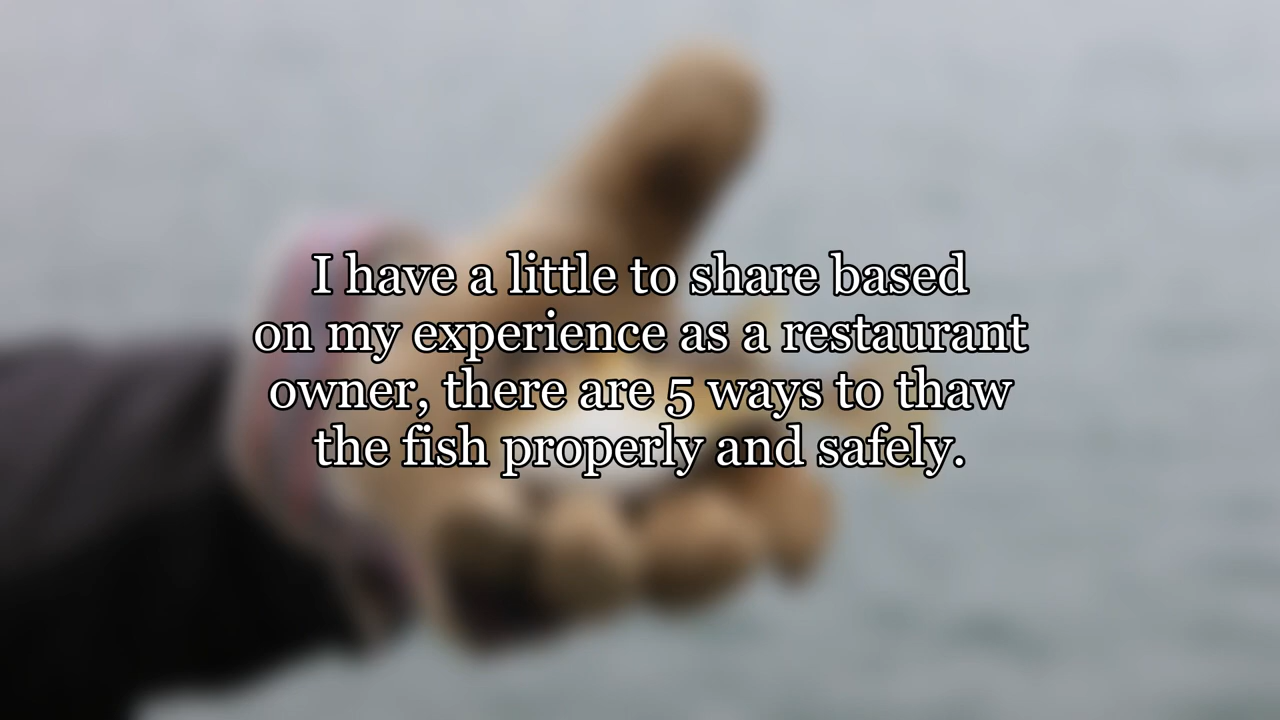 I have a little to share based
on my experience as a restaurant
owner, there are 5 ways to thaw
the fish properly and safely.